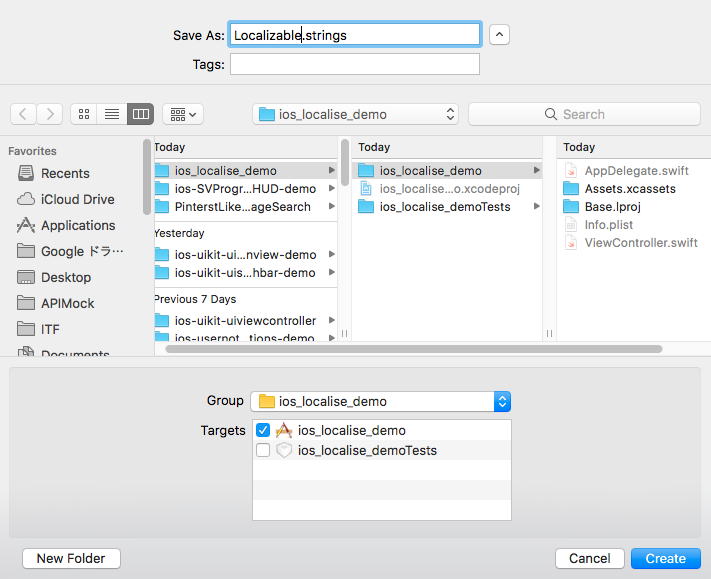 Save As: Localizable.strings
Tags:
ios_localise_demo
Search
Favorites
Recents
iCloud Drive
Applications
Google ドラ…
Desktop
APIMock
ITF
Documents
Today
ios_localise_demo
ios-SVProgr...HUD-demo
PinterstLike...ageSearch
Yesterday
ios-uikit-ui...nview-demo
ios-uikit-uis...hbar-demo
Previous 7 Days
ios-uikit-uiviewcontroller
ios-usernot...tions-demo
Today
ios_localise_demo
ios_localise...o.xcodeproj
ios_localise_demoTests
Today
AppDelegate.swift
Assets.xcassets
Base.lproj
Info.plist
ViewController.swift
Group ios_localise_demo
Targets ios_localise_demo
ios_localise_demoTests
New Folder
Cancel
Create